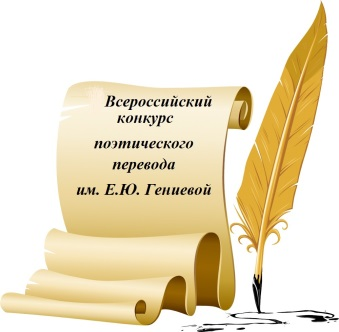 Всероссийский
конкурс
поэтического
перевода
им. Е.Ю. Гениевой